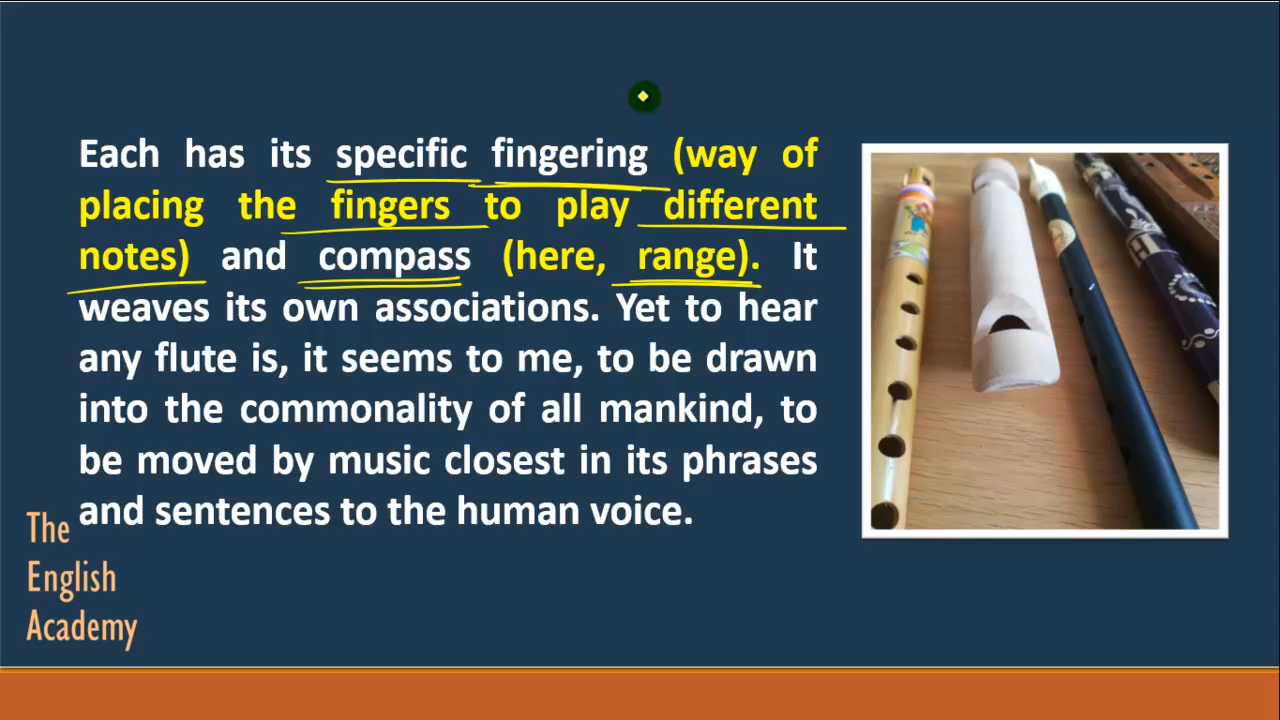 Each has its specific fingering (way of
placing the fingers to play different
notes) and compass (here, range). It
weaves its own associations. Yet to hear
any flute is, it seems to me, to be drawn
into the commonality of all mankind, to
be moved by music closest in its phrases
and sentences to the human voice.
The
English
Academy